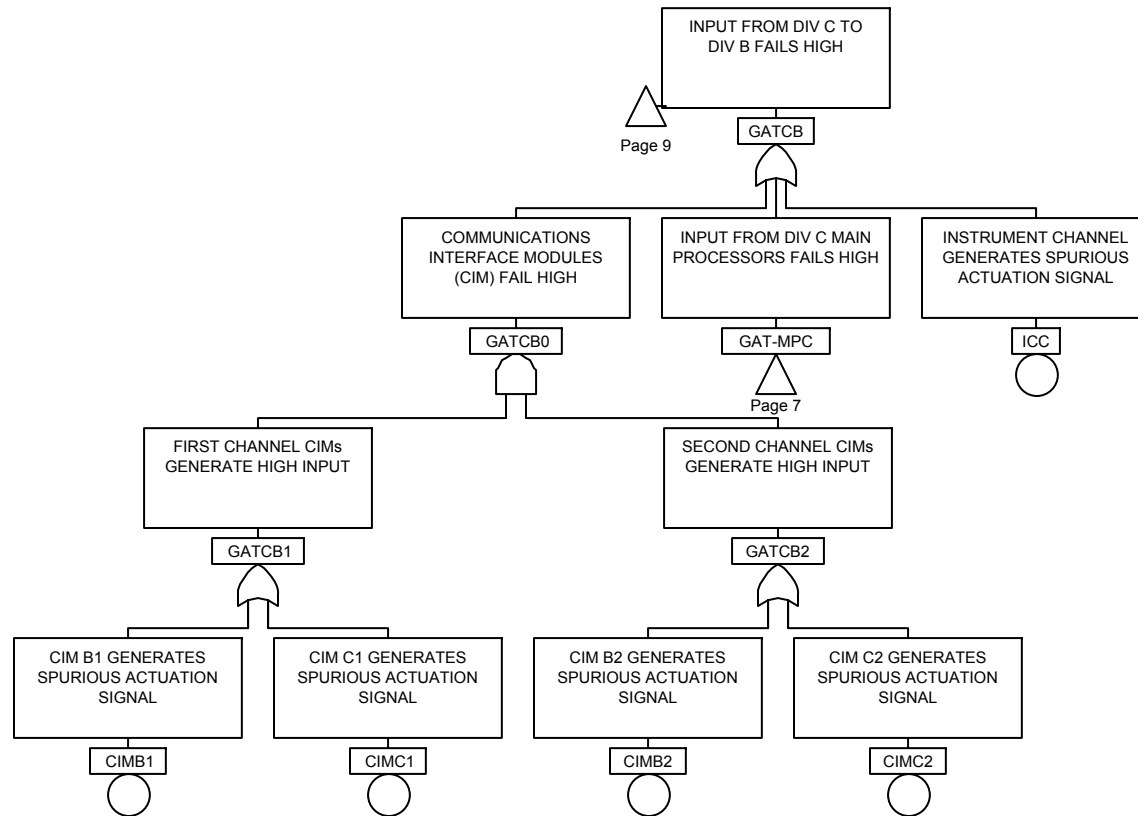 INPUT FROM DIV C TO
DIV B FAILS HIGH
Page 9
GATCB
COMMUNICATIONS
INTERFACE MODULES
(CIM) FAIL HIGH
GATCB0
INPUT FROM DIV C MAIN
PROCESSORS FAILS HIGH
GAT-MPC
Page 7
INSTRUMENT CHANNEL
GENERATES SPURIOUS
ACTUATION SIGNAL
ICC
FIRST CHANNEL CIMs
GENERATE HIGH INPUT
GATCB1
SECOND CHANNEL CIMs
GENERATE HIGH INPUT
GATCB2
CIM B1 GENERATES
SPURIOUS ACTUATION
SIGNAL
CIMB1
CIM C1 GENERATES
SPURIOUS ACTUATION
SIGNAL
CIMC1
CIM B2 GENERATES
SPURIOUS ACTUATION
SIGNAL
CIMB2
CIM C2 GENERATES
SPURIOUS ACTUATION
SIGNAL
CIMC2